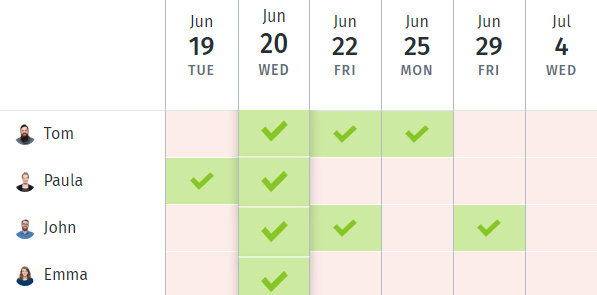 Jun Jun Jun Jun Jun Jul
19 20 22 25 29 4
TUE WED FRI MON FRI WED
Tom
Paula
John
Emma